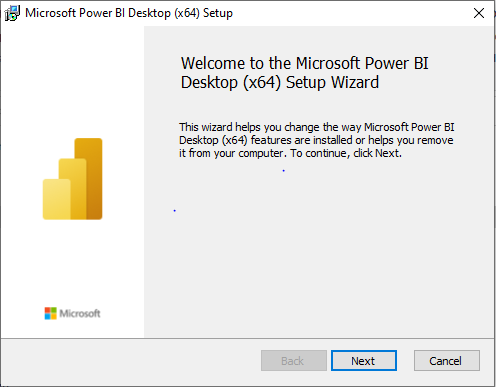 Microsoft Power BI Desktop (x64) Setup
Welcome to the Microsoft Power BI
Desktop (x64) Setup Wizard
This wizard helps you change the way Microsoft Power BI
Desktop (x64) features are installed or helps you remove
it from your computer. To continue, click Next.
Microsoft
Back
Next
Cancel